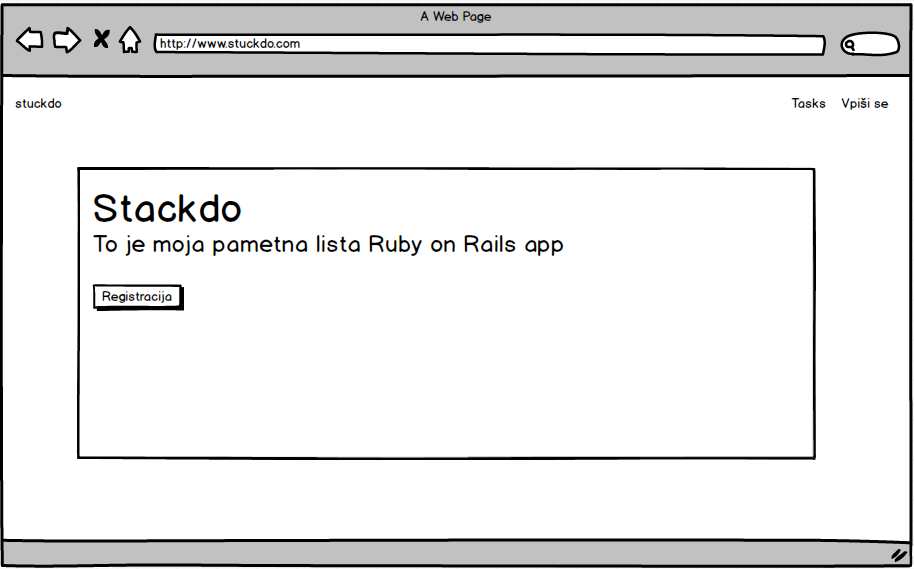 A Web Page
http://www.stuckdo.com
stuckdo
Tasks
Vpiši se
Stackdo
To je moja pametna lista Ruby on Rails app
Registracija